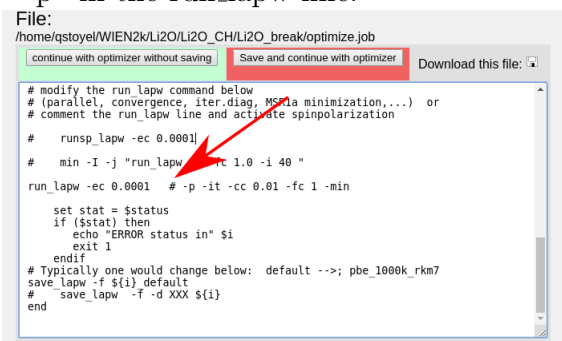 File:
/home/qstoyel/WIEN2k/Li2O/Li2O_CH/Li2O_break/optimize.job
continue with optimizer without saving Save and continue with optimizer Download this file:
# modify the run_lapw command below
# (parallel, convergence, iter.diag, MSR1a minimization,...) or
# comment the run_lapw line and activate spinpolarization
# runsp_lapw -ec 0.0001
# min -I -j "run_lapw 1.0 -i 40 "
run_lapw -ec 0.0001 # -p -it -cc 0.01 -fc 1 -min
set stat = $status
if ($stat) then
echo "ERROR status in" $i
exit 1
endif
# Typically one would change below: default -->; pbe_1000k_rkm7
save_lapw -f ${i}_default
# save_lapw -f -d XXX ${i}
end